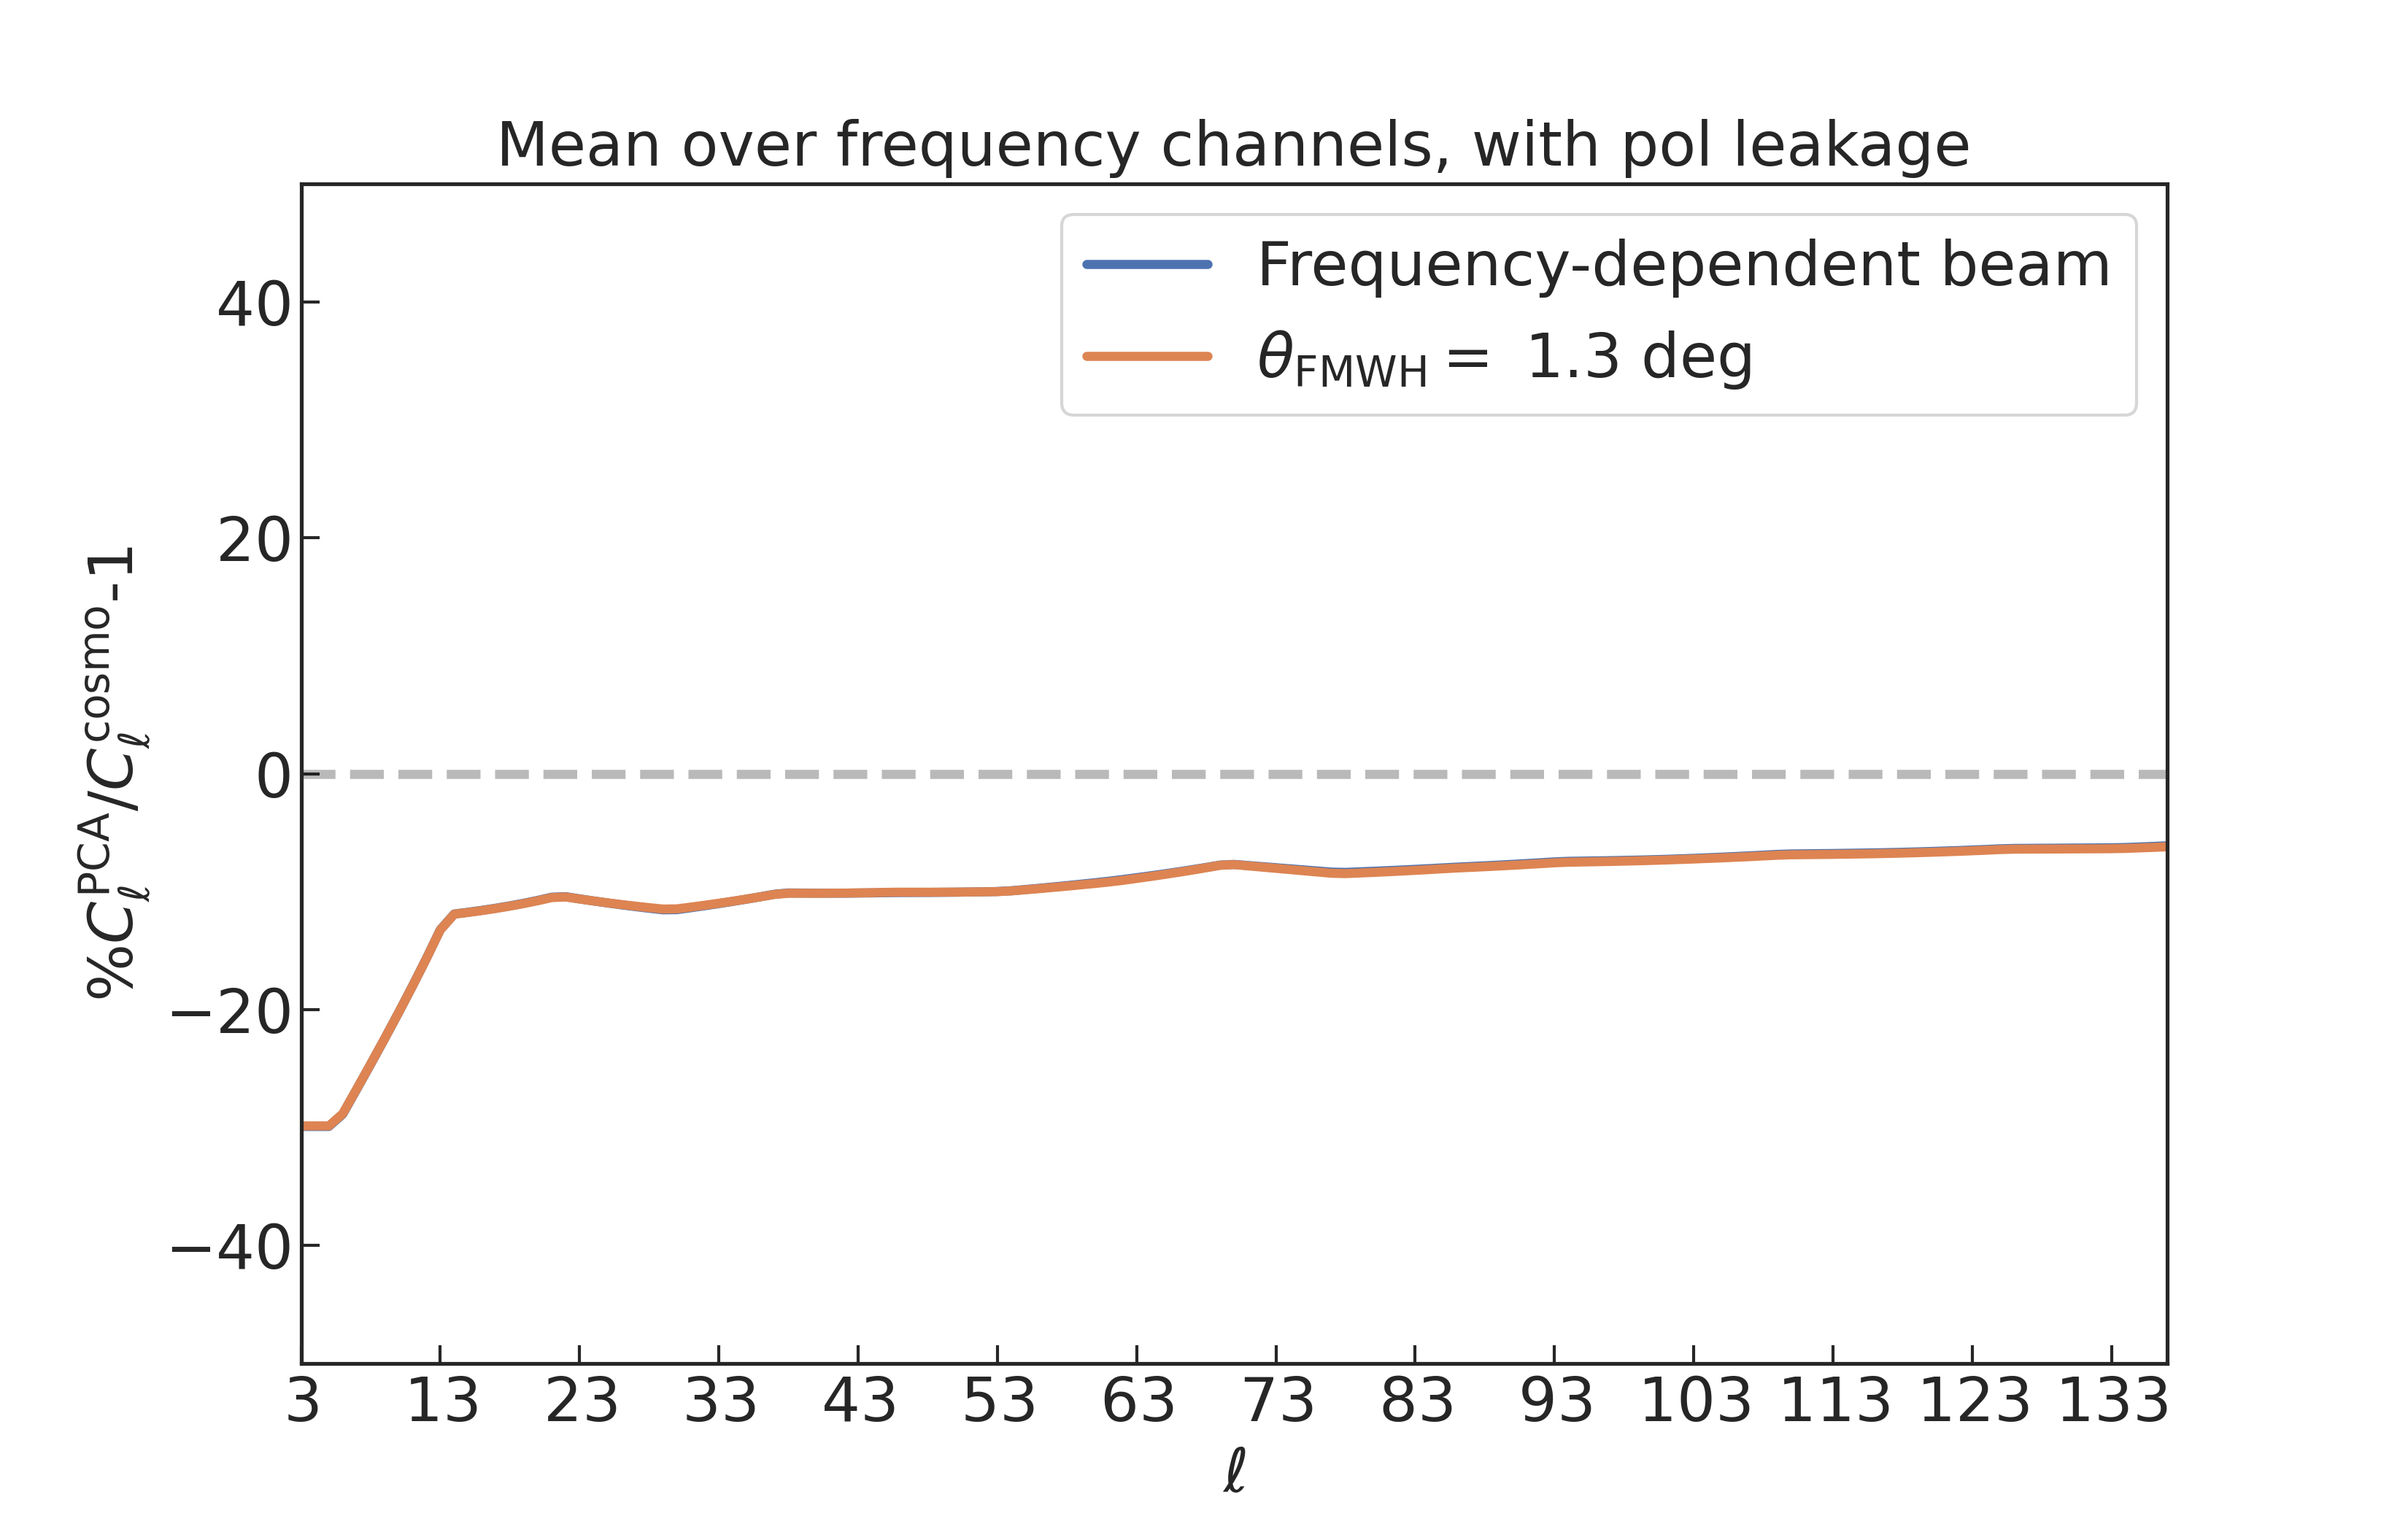 Mean over frequency channels, with pol leakage
Frequency-dependent beam
θ_FMWH = 1.3 deg
%C_ℓ^PCA/C_ℓ^cosmo-1
40
20
0
−20
−40
3 13 23 33 43 53 63 73 83 93 103 113 123 133
ℓ